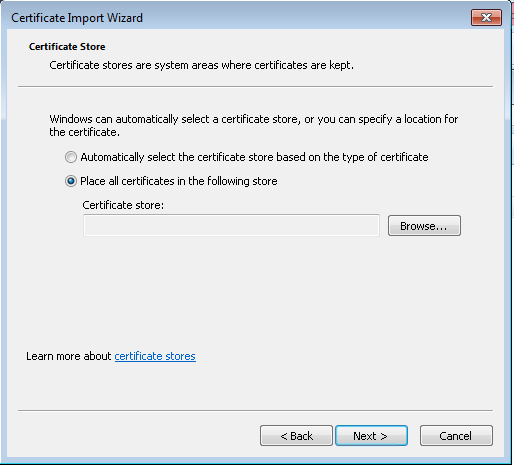 Certificate Import Wizard
Certificate Store
Certificate stores are system areas where certificates are kept.
Windows can automatically select a certificate store, or you can specify a location for
the certificate.
Automatically select the certificate store based on the type of certificate
Place all certificates in the following store
Certificate store:
Browse...
Learn more about certificate stores
< Back
Next >
Cancel